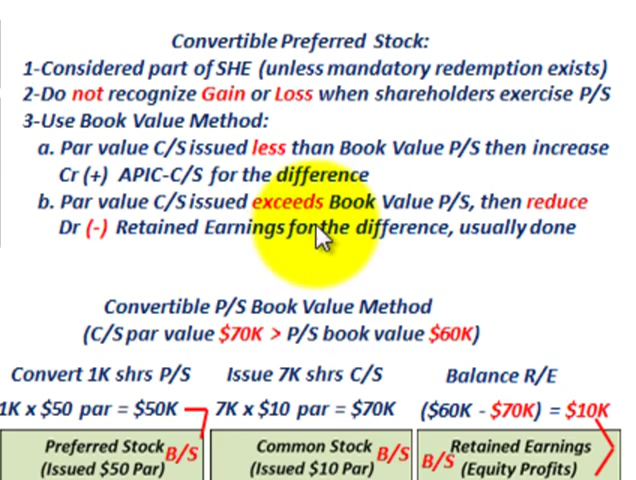 Convertible Preferred Stock:
1-Considered part of SHE (unless mandatory redemption exists)
2-Do not recognize Gain or Loss when shareholders exercise P/S
3-Use Book Value Method:
a. Par value C/S issued less than Book Value P/S then increase
Cr (+) APIC-C/S for the difference
b. Par value C/S issued exceeds Book Value P/S, then reduce
Dr (-) Retained Earnings for the difference, usually done
Convertible P/S Book Value Method
(C/S par value $70K > P/S book value $60K)
Convert 1K shrs P/S Issue 7K shrs C/S Balance R/E
1K x $50 par = $50K 7K x $10 par = $70K ($60K - $70K) = $10K
Preferred Stock B/S Common Stock B/S B/S Retained Earnings
(Issued $50 Par) (Issued $10 Par) (Equity Profits)